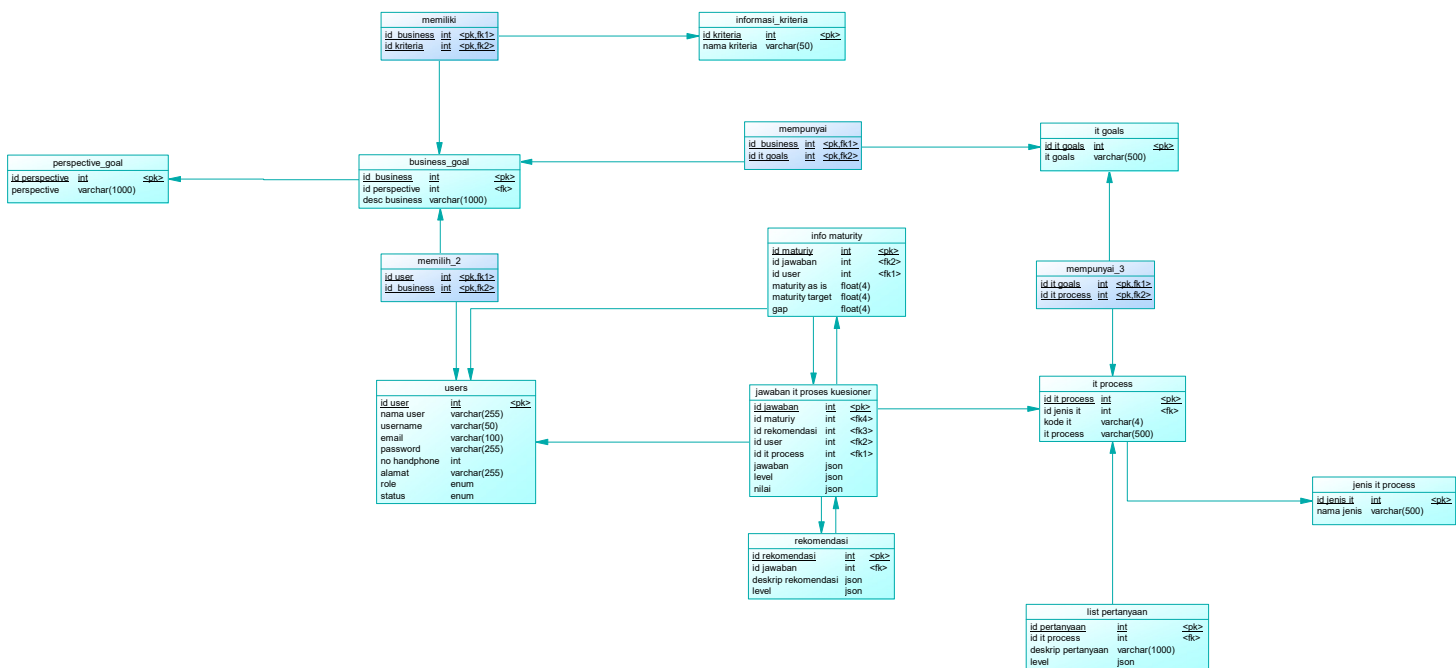 memiliki
id_business int <pk,fk1>
id kriteria int <pk,fk2>
informasi_kriteria
id kriteria int <pk>
nama kriteria varchar(50)
mempunyai
id_business int <pk,fk1>
id it goals int <pk,fk2>
it goals
id it goals int <pk>
it goals varchar(500)
perspective_goal
id perspective int <pk>
perspective varchar(1000)
business_goal
id_business int <pk>
id perspective int <fk>
desc business varchar(1000)
memilih_2
id user int <pk,fk1>
id_business int <pk,fk2>
info maturity
id maturiy int <pk>
id jawaban int <fk2>
id user int <fk1>
maturity as is float(4)
maturity target float(4)
gap float(4)
mempunyai_3
id it goals int <pk,fk1>
id it process int <pk,fk2>
users
id user int <pk>
nama user varchar(255)
username varchar(50)
email varchar(100)
password varchar(255)
no handphone int
alamat varchar(255)
role enum
status enum
jawaban it proses kuesioner
id jawaban int <pk>
id maturiy int <fk4>
id rekomendasi int <fk3>
id user int <fk2>
id it process int <fk1>
jawaban json
level json
nilai json
it process
id it process int <pk>
id jenis it int <fk>
kode it varchar(4)
it process varchar(500)
jenis it process
id jenis it int <pk>
nama jenis varchar(500)
rekomendasi
id rekomendasi int <pk>
id jawaban int <fk>
deskrip rekomendasi json
level json
list pertanyaan
id pertanyaan int <pk>
id it process int <fk>
deskrip pertanyaan varchar(1000)
level json